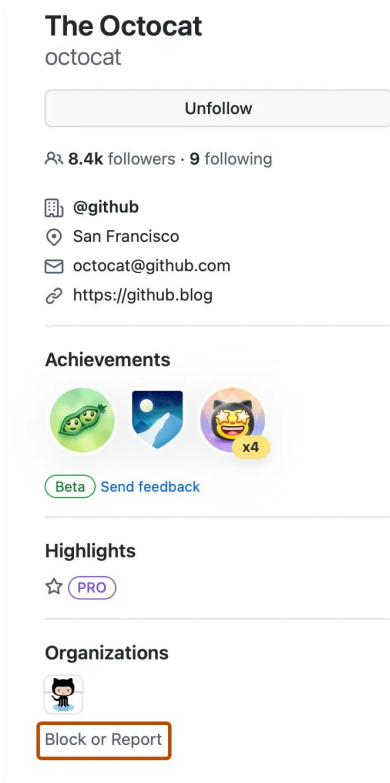 The Octocat
octocat
Unfollow
8.4k followers · 9 following
@github
San Francisco
octocat@github.com
https://github.blog
Achievements
x4
Beta Send feedback
Highlights
PRO
Organizations
Block or Report